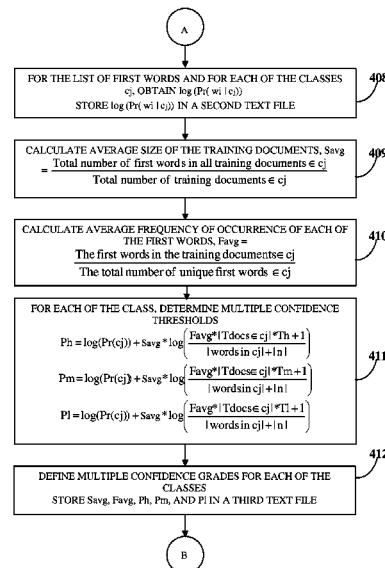 A
FOR THE LIST OF FIRST WORDS AND FOR EACH OF THE CLASSES
cj, OBTAIN log (Pr( wi | cj))
STORE log (Pr( wi | cj)) IN A SECOND TEXT FILE
408
CALCULATE AVERAGE SIZE OF THE TRAINING DOCUMENTS, Savg
= Total number of first words in all training documents ∈ cj
Total number of training documents ∈ cj
409
CALCULATE AVERAGE FREQUENCY OF OCCURRENCE OF EACH OF
THE FIRST WORDS, Favg =
The first words in the training documents ∈ cj
The total number of unique first words ∈ cj
410
FOR EACH OF THE CLASS, DETERMINE MULTIPLE CONFIDENCE
THRESHOLDS
Ph = log(Pr(cj)) + Savg * log(Favg*|Tdocs ∈ cj|*Th+1 / |words in cj|+|n|)
Pm = log(Pr(cj)) + Savg * log(Favg*|Tdocs ∈ cj|*Tm+1 / |words in cj|+|n|)
Pl = log(Pr(cj)) + Savg * log(Favg*|Tdocs ∈ cj|*Tl+1 / |words in cj|+|n|)
411
DEFINE MULTIPLE CONFIDENCE GRADES FOR EACH OF THE
CLASSES
STORE Savg, Favg, Ph, Pm, AND Pl IN A THIRD TEXT FILE
412
B